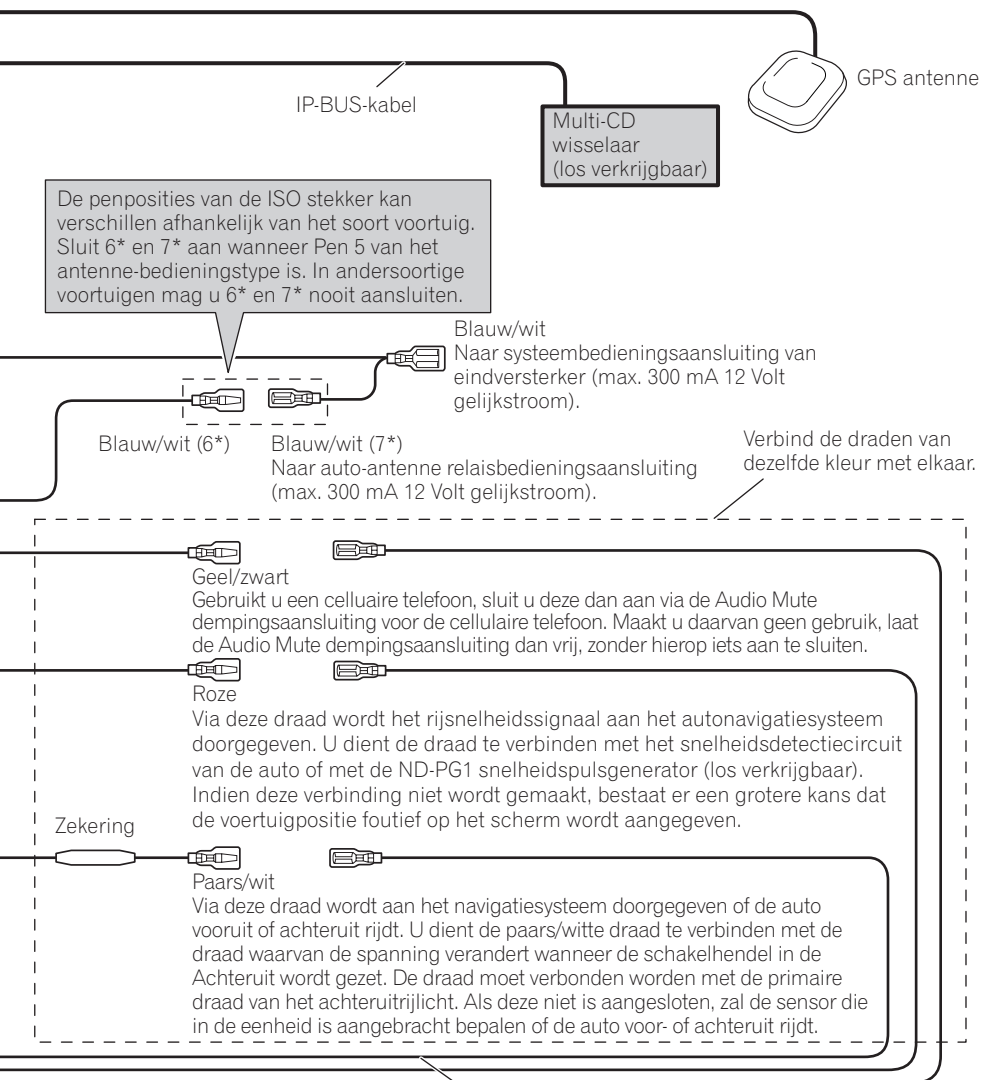 GPS antenne
IP-BUS-kabel
Multi-CD
wisselaar
(los verkrijgbaar)
De penposities van de ISO stekker kan
verschillen afhankelijk van het soort voortuig.
Sluit 6* en 7* aan wanneer Pen 5 van het
antenne-bedieningstype is. In andersoortige
voortuigen mag u 6* en 7* nooit aansluiten.
Blauw/wit
Naar systeembedieningsaansluiting van
eindversterker (max. 300 mA 12 Volt
gelijkstroom).
Blauw/wit (6*)
Blauw/wit (7*)
Naar auto-antenne relaisbedieningsaansluiting
(max. 300 mA 12 Volt gelijkstroom).
Verbind de draden van
dezelfde kleur met elkaar.
Geel/zwart
Gebruikt u een celluaire telefoon, sluit u deze dan aan via de Audio Mute
dempingsaansluiting voor de cellulaire telefoon. Maakt u daarvan geen gebruik, laat
de Audio Mute dempingsaansluiting dan vrij, zonder hierop iets aan te sluiten.
Roze
Via deze draad wordt het rijsnelheidssignaal aan het autonavigatiesysteem
doorgegeven. U dient de draad te verbinden met het snelheidsdetectiecircuit
van de auto of met de ND-PG1 snelheidspulsgenerator (los verkrijgbaar).
Indien deze verbinding niet wordt gemaakt, bestaat er een grotere kans dat
de voertuigpositie foutief op het scherm wordt aangegeven.
Zekering
Paars/wit
Via deze draad wordt aan het navigatiesysteem doorgegeven of de auto
vooruit of achteruit rijdt. U dient de paars/witte draad te verbinden met de
draad waarvan de spanning verandert wanneer de schakelhendel in de
Achteruit wordt gezet. De draad moet verbonden worden met de primaire
draad van het achteruitrijlicht. Als deze niet is aangesloten, zal de sensor die
in de eenheid is aangebracht bepalen of de auto voor- of achteruit rijdt.